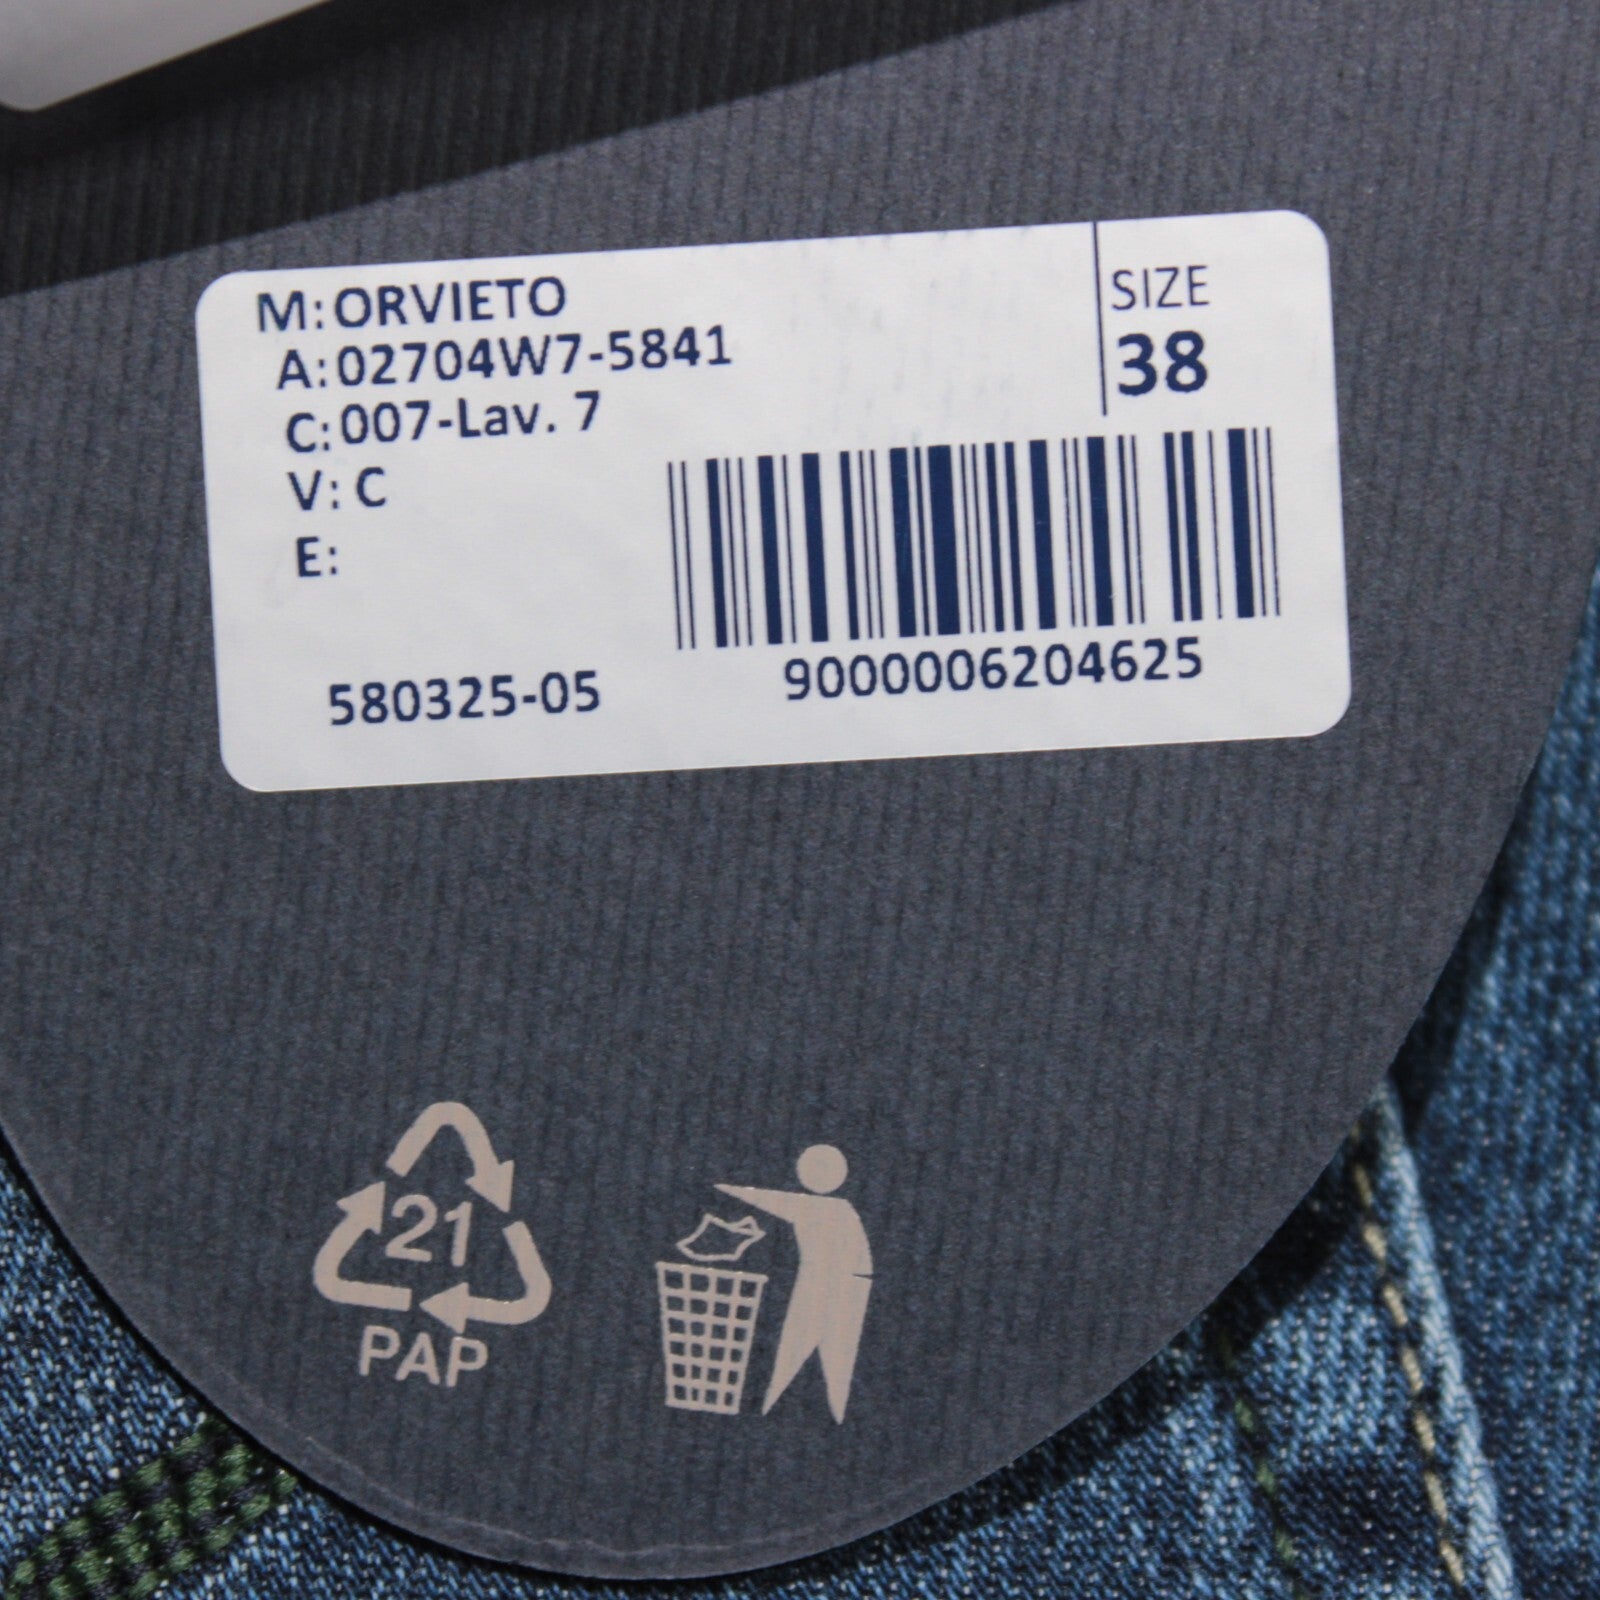 M: ORVIETO
A: 02704W7-5841
C: 007-Lav. 7
V: C
E:
SIZE
38
580325-05
9000006204625
21
PAP